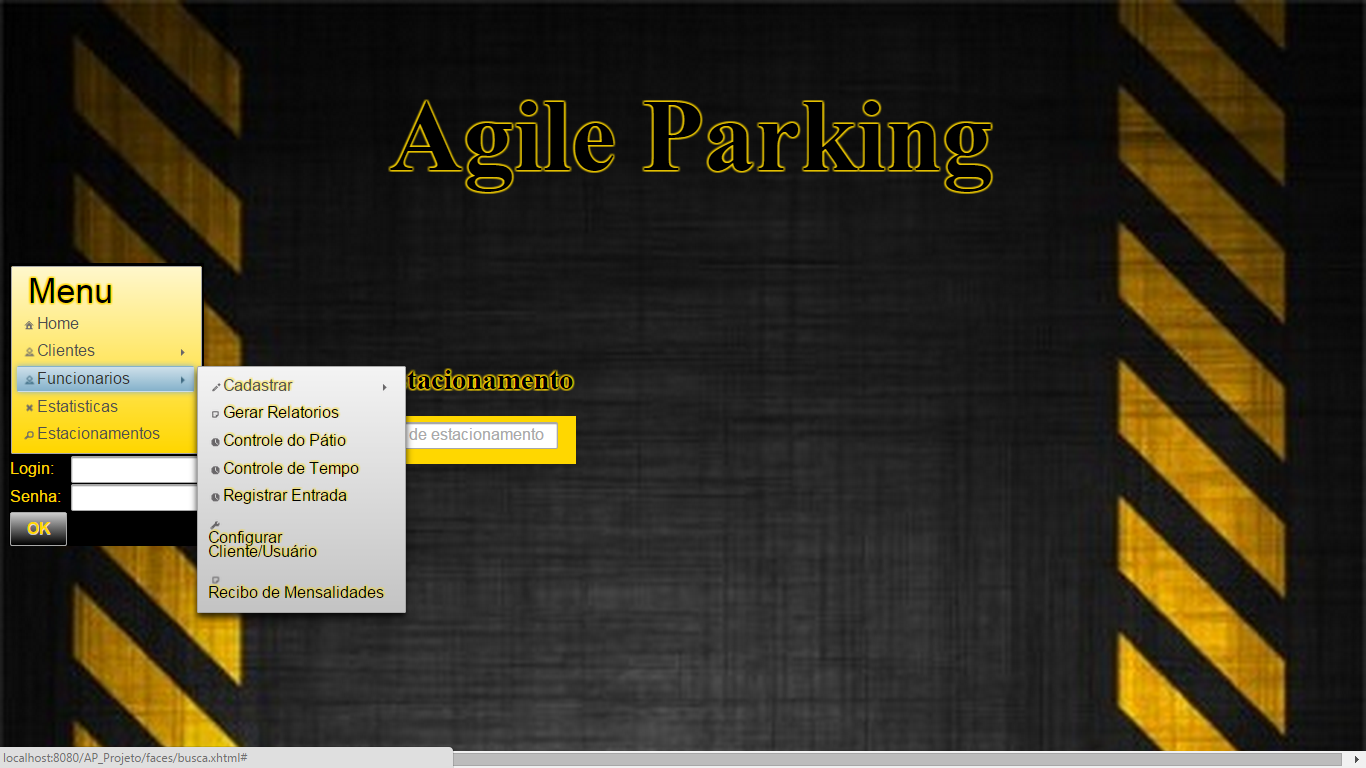 Agile Parking
Menu
Home
Clientes
Funcionarios
Estatisticas
Estacionamentos
Login:
Senha:
OK
Cadastrar
Gerar Relatorios
Controle do Pátio
Controle de Tempo
Registrar Entrada
Configurar
Cliente/Usuário
Recibo de Mensalidades
tacionamento
de estacionamento
localhost:8080/AP_Projeto/faces/busca.xhtml#